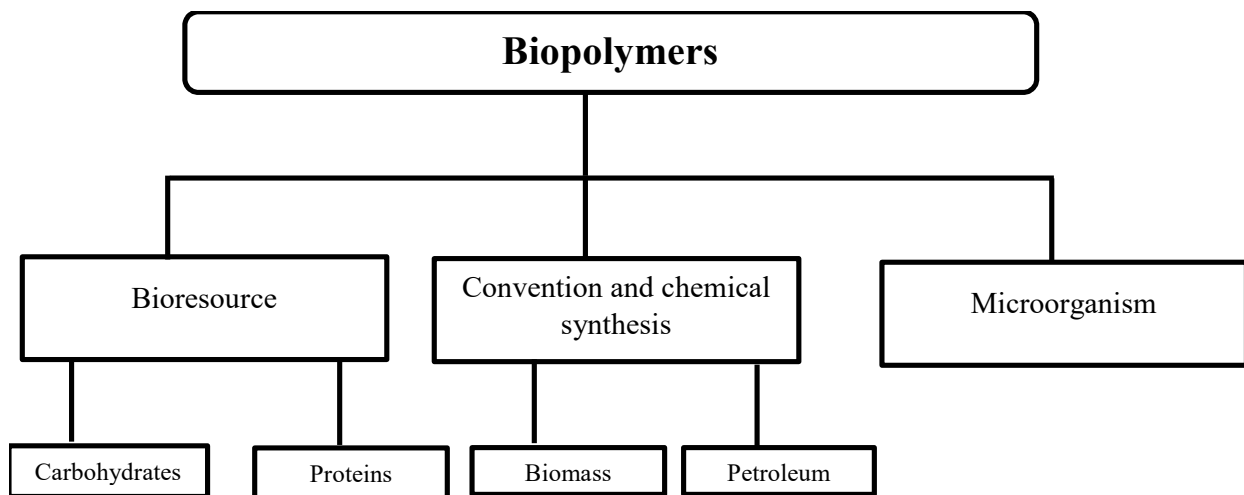 Biopolymers
Bioresource
Convention and chemical
synthesis
Microorganism
Carbohydrates
Proteins
Biomass
Petroleum